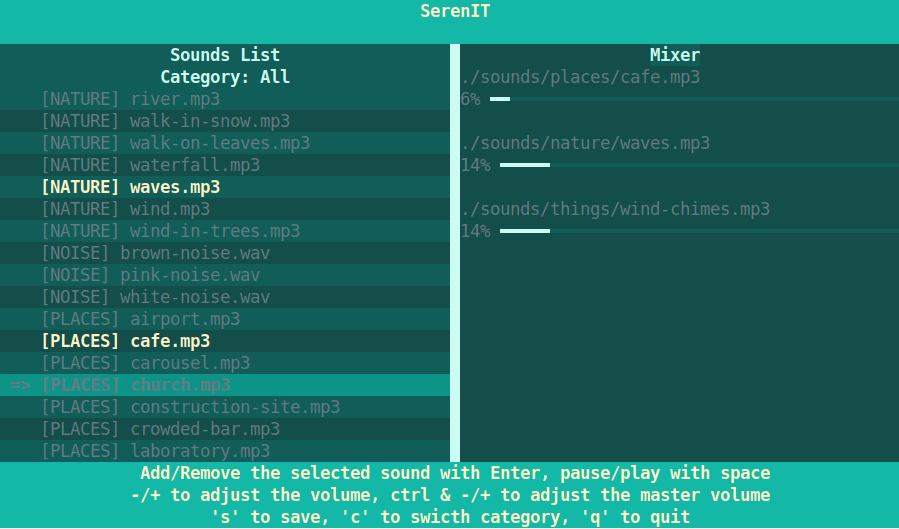 SerenIT
Sounds List
Category: All
[NATURE] river.mp3
[NATURE] walk-in-snow.mp3
[NATURE] walk-on-leaves.mp3
[NATURE] waterfall.mp3
[NATURE] waves.mp3
[NATURE] wind.mp3
[NATURE] wind-in-trees.mp3
[NOISE] brown-noise.wav
[NOISE] pink-noise.wav
[NOISE] white-noise.wav
[PLACES] airport.mp3
[PLACES] cafe.mp3
[PLACES] carousel.mp3
=> [PLACES] church.mp3
[PLACES] construction-site.mp3
[PLACES] crowded-bar.mp3
[PLACES] laboratory.mp3
Mixer
./sounds/places/cafe.mp3
6%
./sounds/nature/waves.mp3
14%
./sounds/things/wind-chimes.mp3
14%
Add/Remove the selected sound with Enter, pause/play with space
-/+ to adjust the volume, ctrl & -/+ to adjust the master volume
's' to save, 'c' to swicth category, 'q' to quit